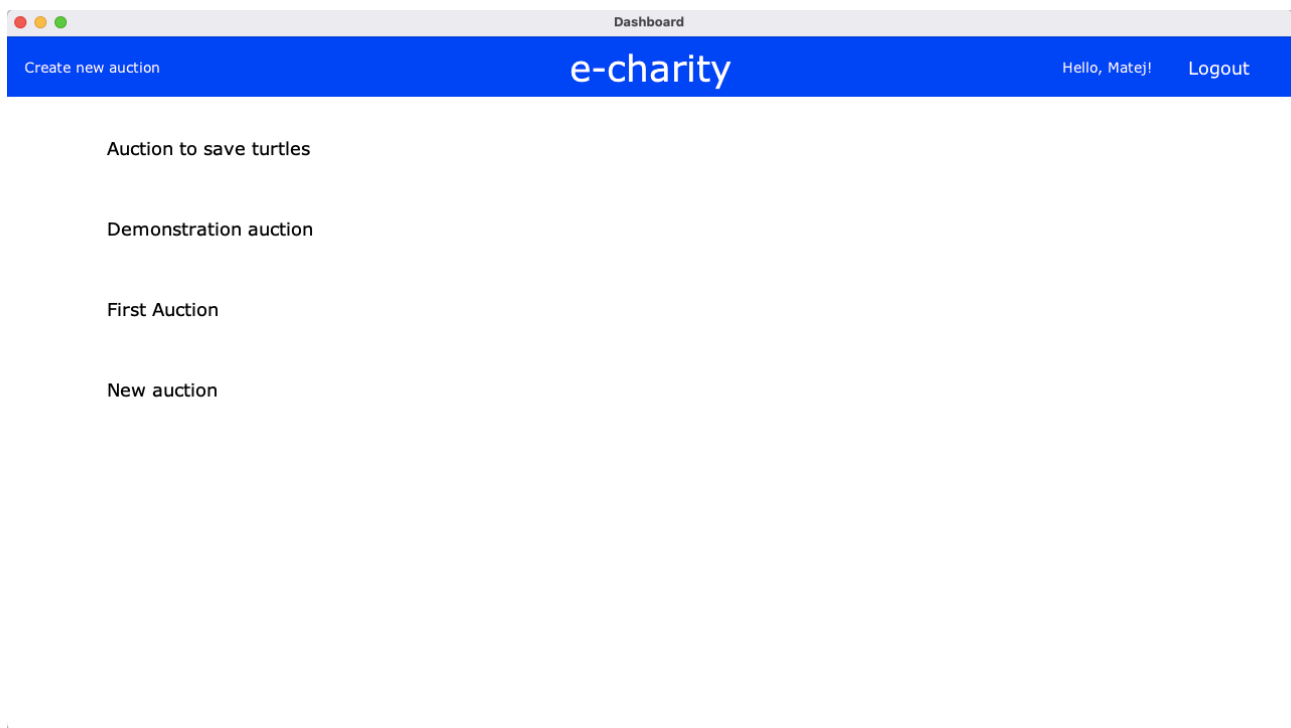 Dashboard
Create new auction e-charity Hello, Matej! Logout
Auction to save turtles
Demonstration auction
First Auction
New auction